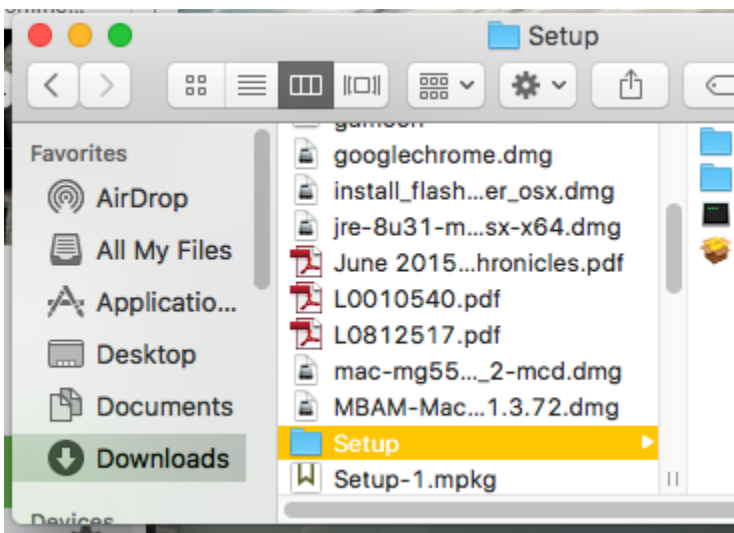 Setup
Favorites
AirDrop
All My Files
Applicatio...
Desktop
Documents
Downloads
Devices
googlechrome.dmg
install_flash...er_osx.dmg
jre-8u31-m...sx-x64.dmg
June 2015...hronicles.pdf
L0010540.pdf
L0812517.pdf
mac-mg55..._2-mcd.dmg
MBAM-Mac...1.3.72.dmg
Setup
Setup-1.mpkg